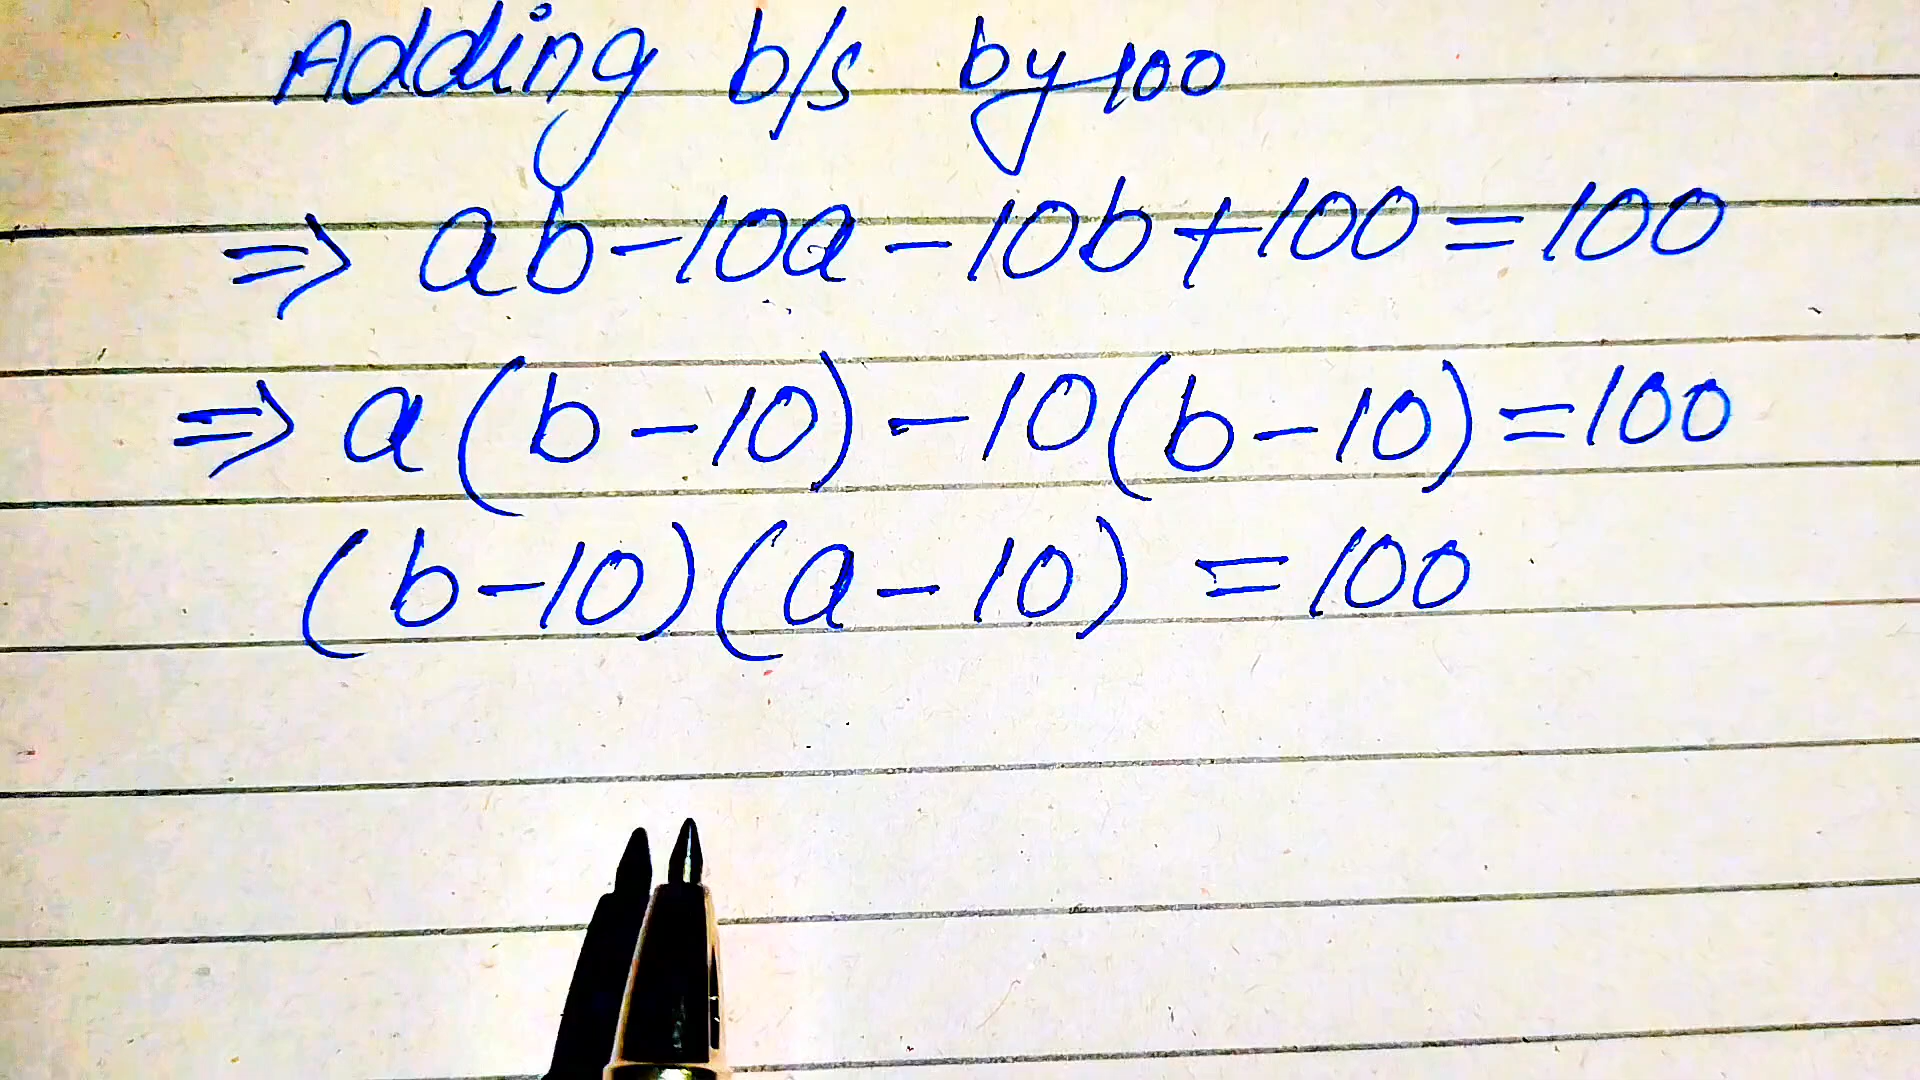 Adding b/s by 100
=> ab-10a-10b+100=100
=> a(b-10)-10(b-10)=100
(b-10)(a-10)=100